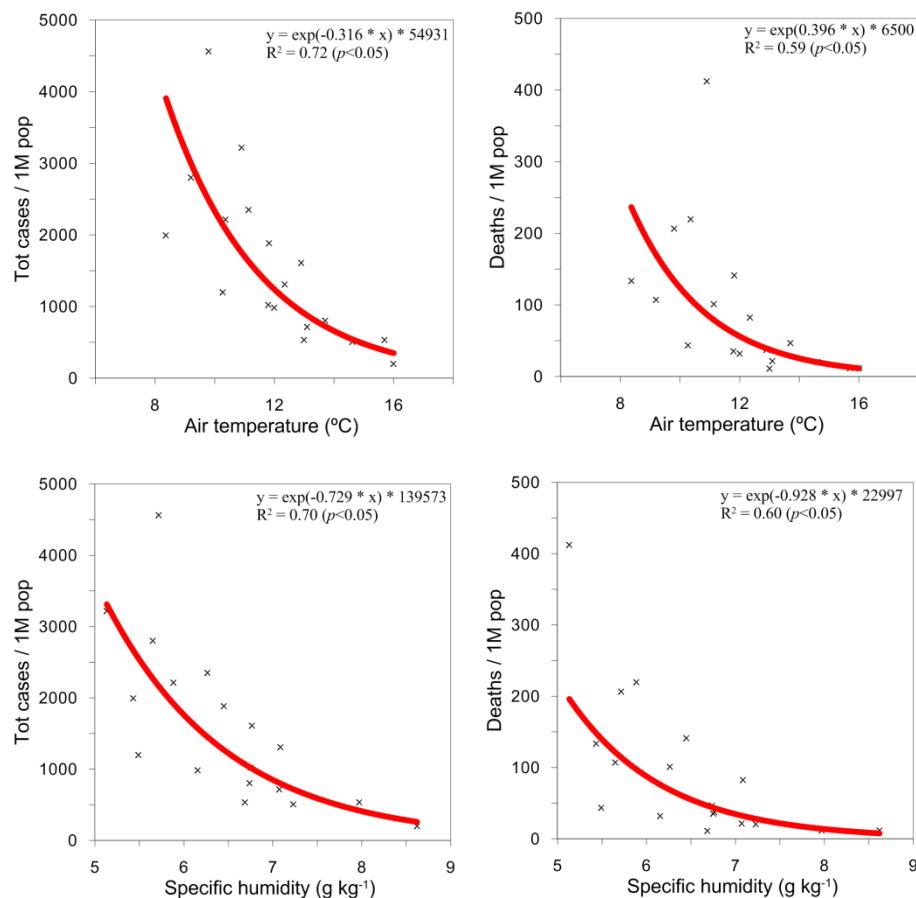 5000
4000
3000
2000
1000
0
Tot cases / 1M pop
y = exp(-0.316 * x) * 54931
R² = 0.72 (p<0.05)
8
12
16
Air temperature (ºC)
500
400
300
200
100
0
Deaths / 1M pop
y = exp(0.396 * x) * 6500
R² = 0.59 (p<0.05)
8
12
16
Air temperature (ºC)
5000
4000
3000
2000
1000
0
Tot cases / 1M pop
y = exp(-0.729 * x) * 139573
R² = 0.70 (p<0.05)
5
6
7
8
9
Specific humidity (g kg⁻¹)
500
400
300
200
100
0
Deaths / 1M pop
y = exp(-0.928 * x) * 22997
R² = 0.60 (p<0.05)
5
6
7
8
9
Specific humidity (g kg⁻¹)